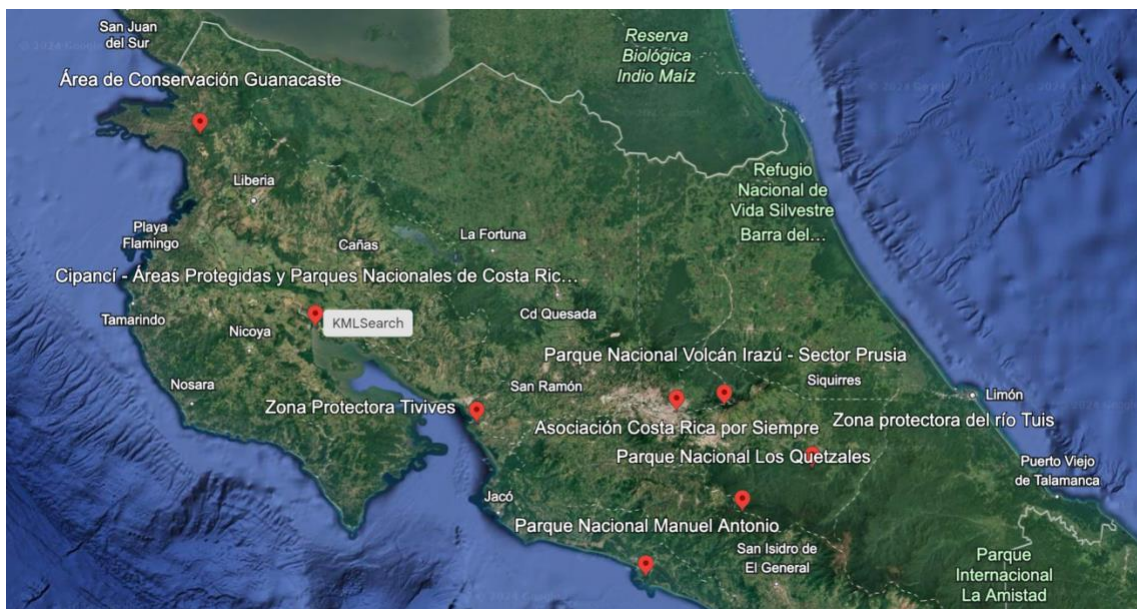 San Juan
del Sur
Reserva
Biológica
Indio Maíz
Área de Conservación Guanacaste
Liberia
Refugio
Nacional de
Vida Silvestre
Barra del...
Playa
Flamingo
Cañas
La Fortuna
Cipancí - Áreas Protegidas y Parques Nacionales de Costa Ric...
Tamarindo
Nicoya
KMLSearch
Cd Quesada
Parque Nacional Volcán Irazú - Sector Prusia
Nosara
San Ramón
Siquirres
Limón
Zona Protectora Tivives
Asociación Costa Rica por Siempre
Zona protectora del río Tuis
Parque Nacional Los Quetzales
Puerto Viejo
de Talamanca
Jacó
Parque Nacional Manuel Antonio
San Isidro de
El General
Parque
Internacional
La Amistad